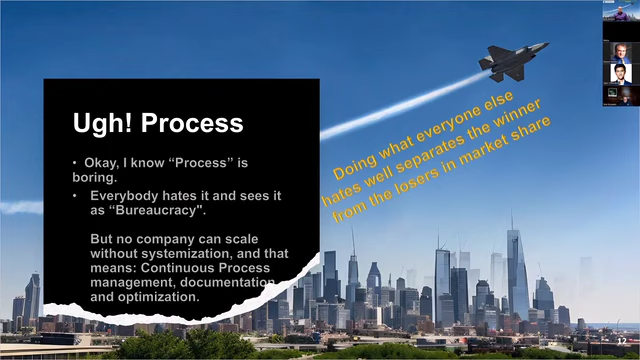 Ugh! Process
• Okay, I know “Process” is
boring.
• Everybody hates it and sees it
as “Bureaucracy".
But no company can scale
without systemization, and that
means: Continuous Process
management, documentation
and optimization.
Doing what everyone else
hates well separates the winner
from the losers in market share
12